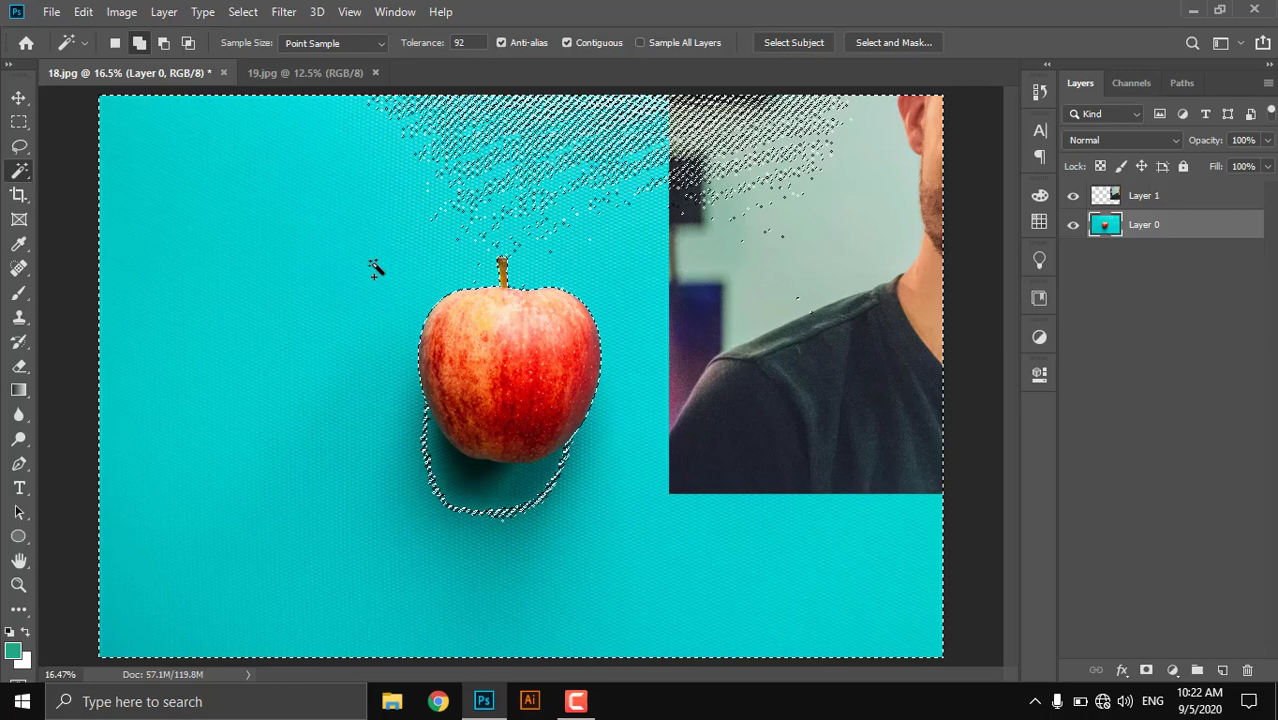 Ps File Edit Image Layer Type Select Filter 3D View Window Help
Sample Size: Point Sample Tolerance: 92 Anti-alias Contiguous Sample All Layers Select Subject Select and Mask...
18.jpg @ 16.5% (Layer 0, RGB/8) * 19.jpg @ 12.5% (RGB/8)
Layers Channels Paths
Kind
Normal Opacity: 100%
Lock: Fill: 100%
Layer 1
Layer 0
16.47% Doc: 57.1M/119.8M
Type here to search Ps Ai ENG 10:22 AM
9/5/2020